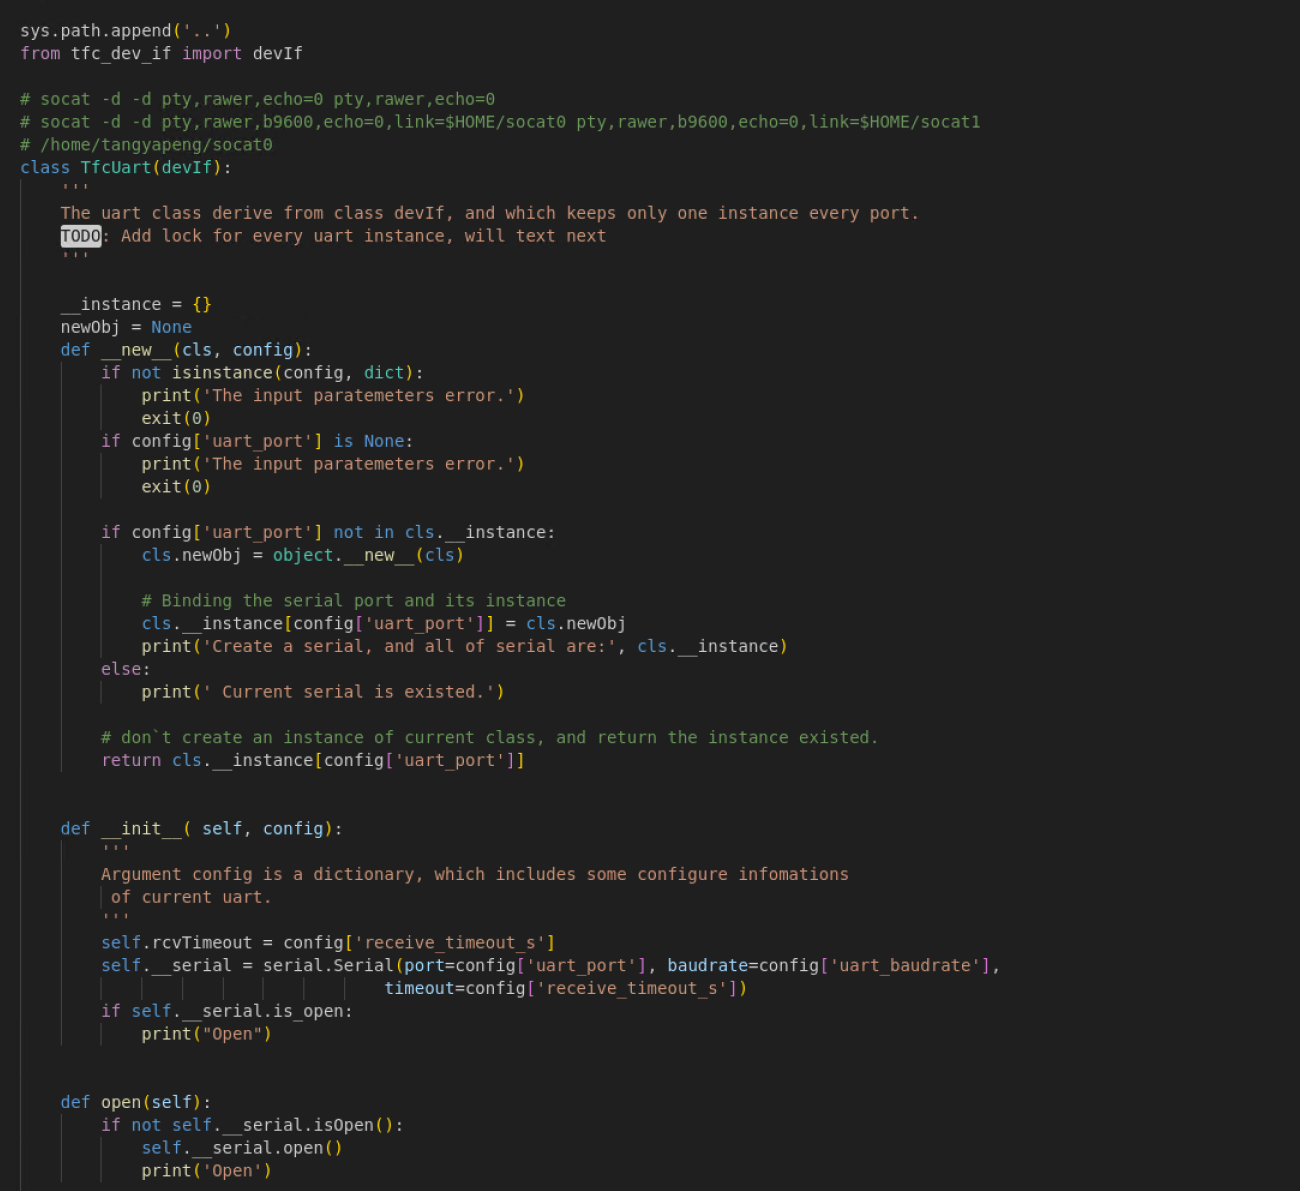 sys.path.append('..')
from tfc_dev_if import devIf

# socat -d -d pty,rawer,echo=0 pty,rawer,echo=0
# socat -d -d pty,rawer,b9600,echo=0,link=$HOME/socat0 pty,rawer,b9600,echo=0,link=$HOME/socat1
# /home/tangyapeng/socat0
class TfcUart(devIf):
    '''
    The uart class derive from class devIf, and which keeps only one instance every port.
    TODO: Add lock for every uart instance, will text next
    '''

    __instance = {}
    newObj = None
    def __new__(cls, config):
        if not isinstance(config, dict):
            print('The input paratemeters error.')
            exit(0)
        if config['uart_port'] is None:
            print('The input paratemeters error.')
            exit(0)

        if config['uart_port'] not in cls.__instance:
            cls.newObj = object.__new__(cls)

            # Binding the serial port and its instance
            cls.__instance[config['uart_port']] = cls.newObj
            print('Create a serial, and all of serial are:', cls.__instance)
        else:
            print(' Current serial is existed.')

        # don`t create an instance of current class, and return the instance existed.
        return cls.__instance[config['uart_port']]


    def __init__( self, config):
        '''
        Argument config is a dictionary, which includes some configure infomations
         of current uart.
        '''
        self.rcvTimeout = config['receive_timeout_s']
        self.__serial = serial.Serial(port=config['uart_port'], baudrate=config['uart_baudrate'],
                                    timeout=config['receive_timeout_s'])
        if self.__serial.is_open:
            print("Open")


    def open(self):
        if not self.__serial.isOpen():
            self.__serial.open()
            print('Open')